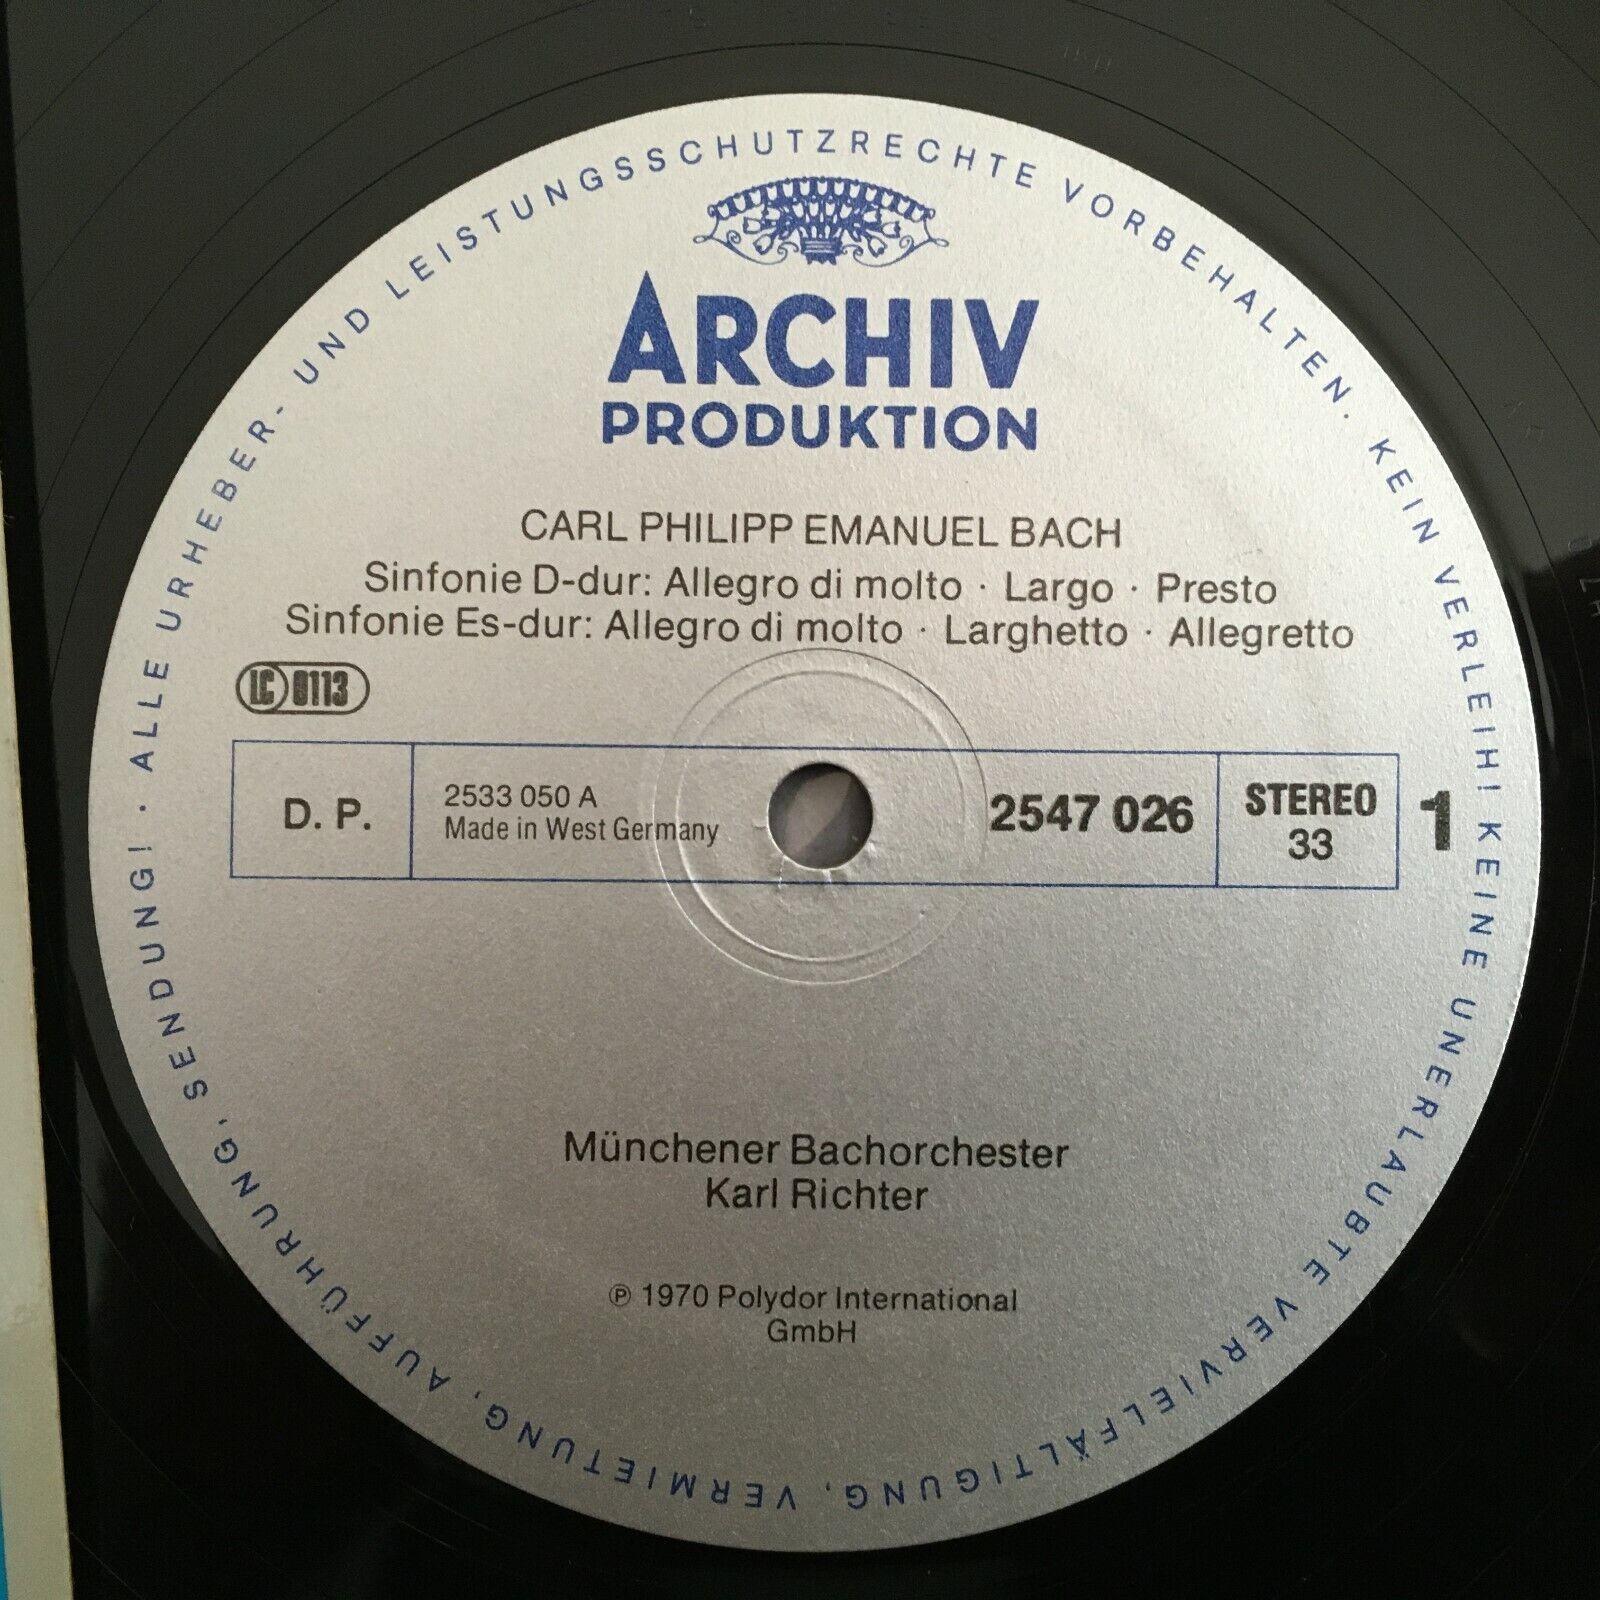 ALLE URHEBER- UND LEISTUNGSSCHUTZRECHTE VORBEHALTEN. KEIN VERLEIH! KEINE UNERLAUBTE VERVIELFÄLTIGUNG, VERMIETUNG, AUFFÜHRUNG, SENDUNG! ·
ARCHIV
PRODUKTION
CARL PHILIPP EMANUEL BACH
Sinfonie D-dur: Allegro di molto · Largo · Presto
Sinfonie Es-dur: Allegro di molto · Larghetto · Allegretto
LC 0113
D. P.
2533 050 A
Made in West Germany
2547 026
STEREO
33
1
Münchener Bachorchester
Karl Richter
℗ 1970 Polydor International
GmbH